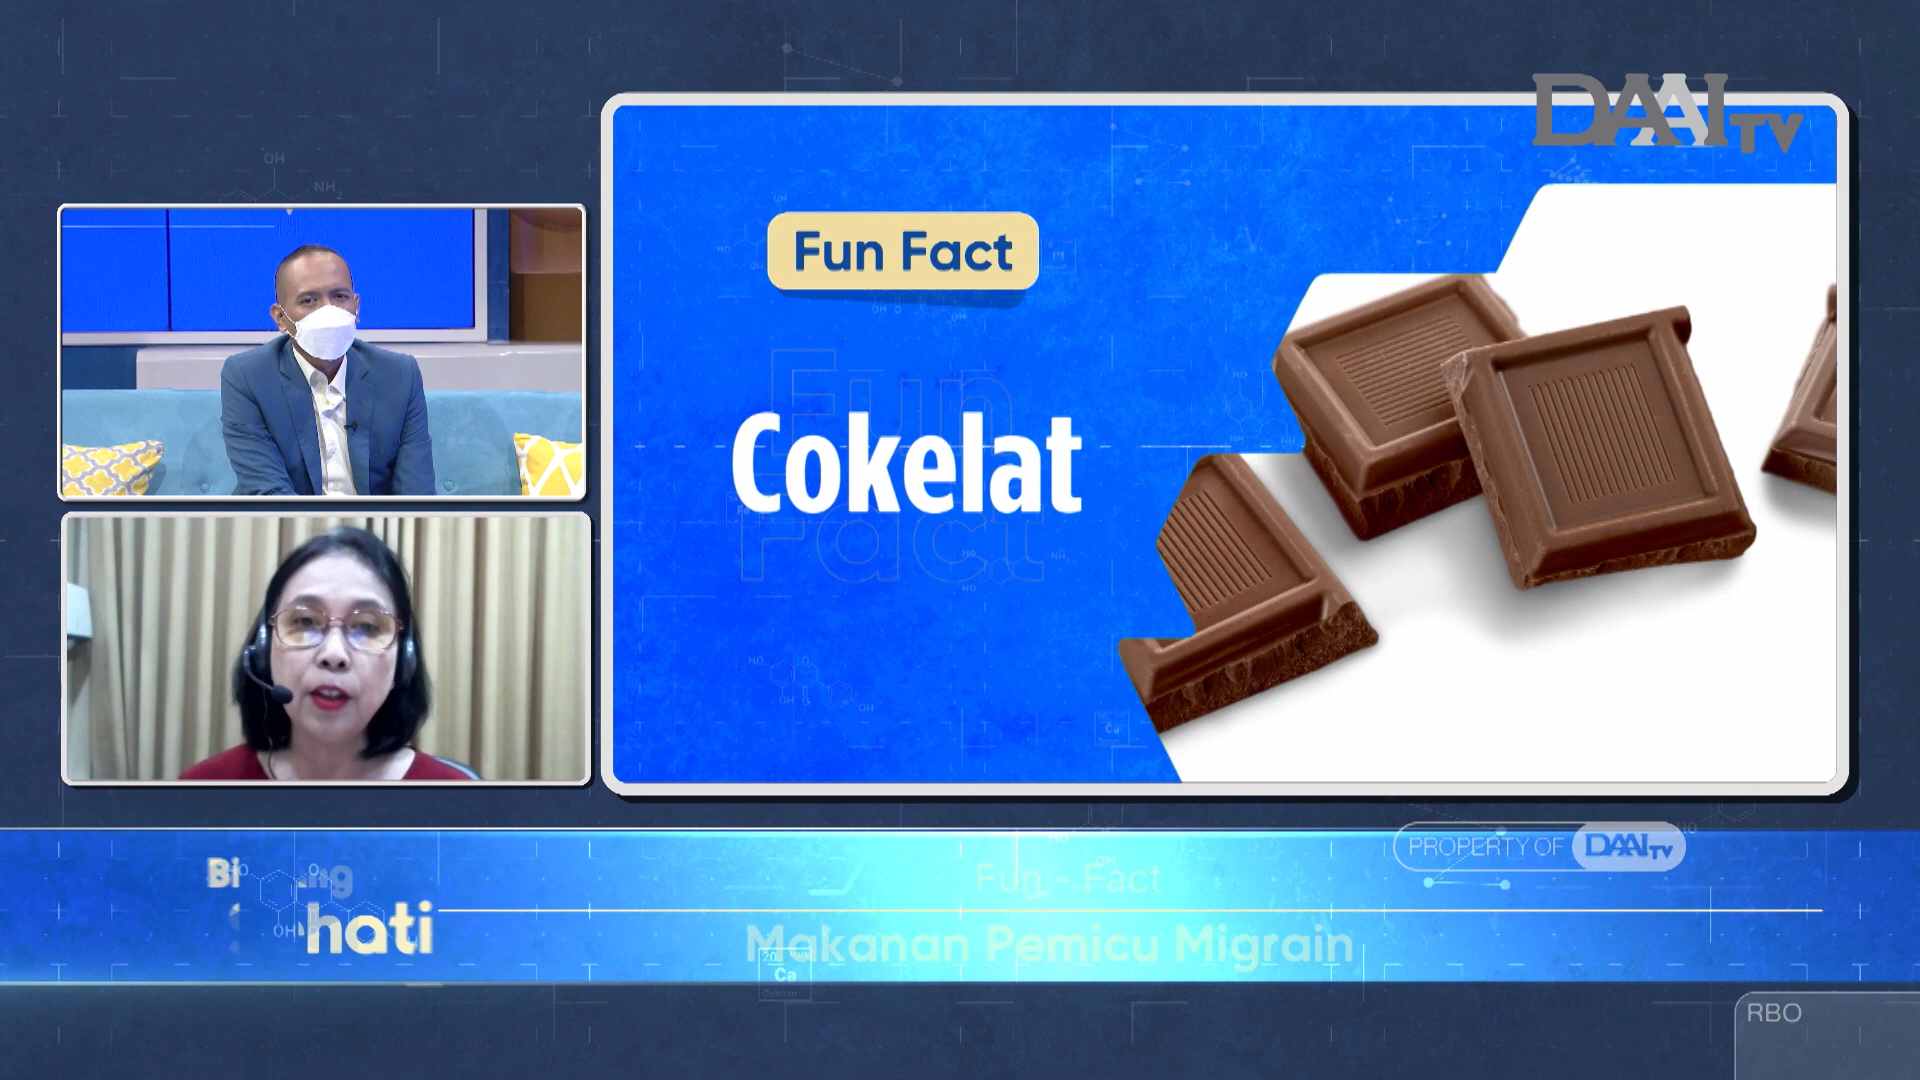 DAAI TV
Fun Fact
Cokelat
PROPERTY OF DAAI TV
Fun - Fact
hati
Makanan Pemicu Migrain
RBO